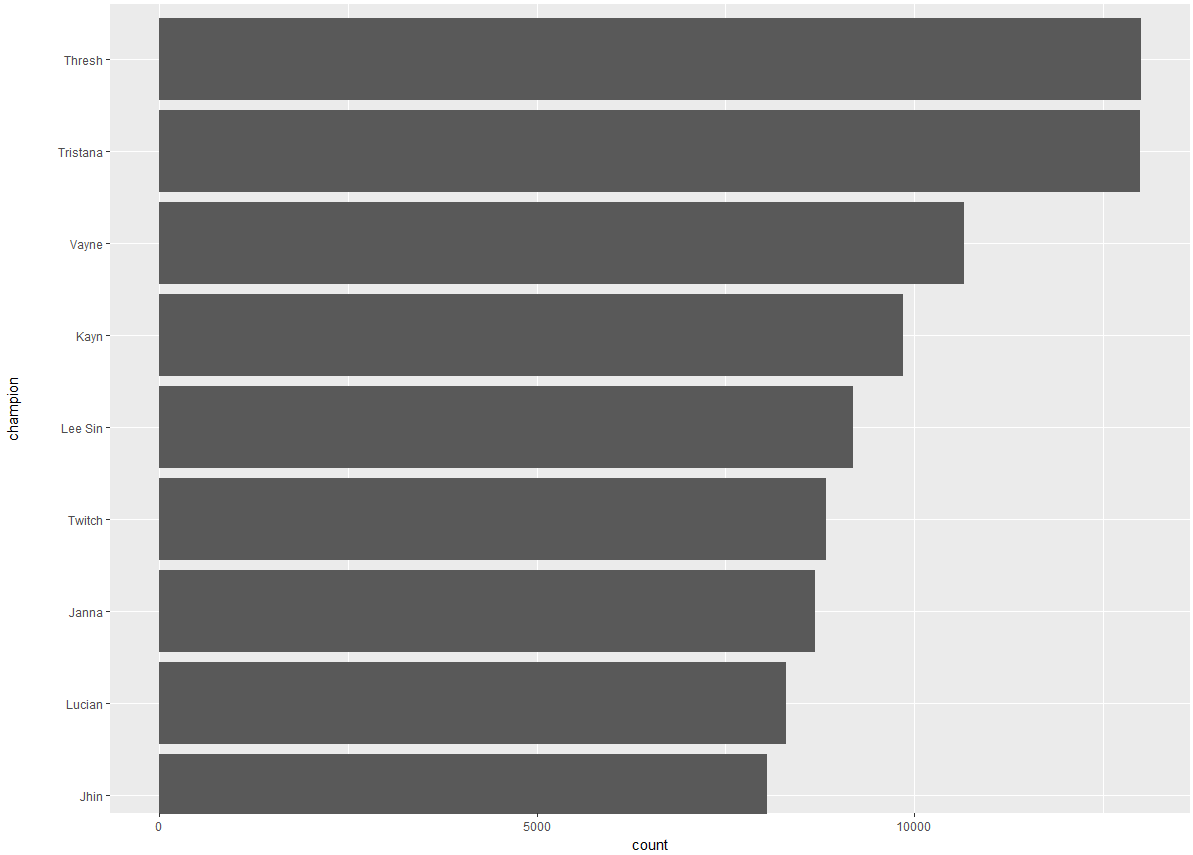 Thresh
Tristana
Vayne
Kayn
Lee Sin
Twitch
Janna
Lucian
Jhin
champion
0 5000 10000
count